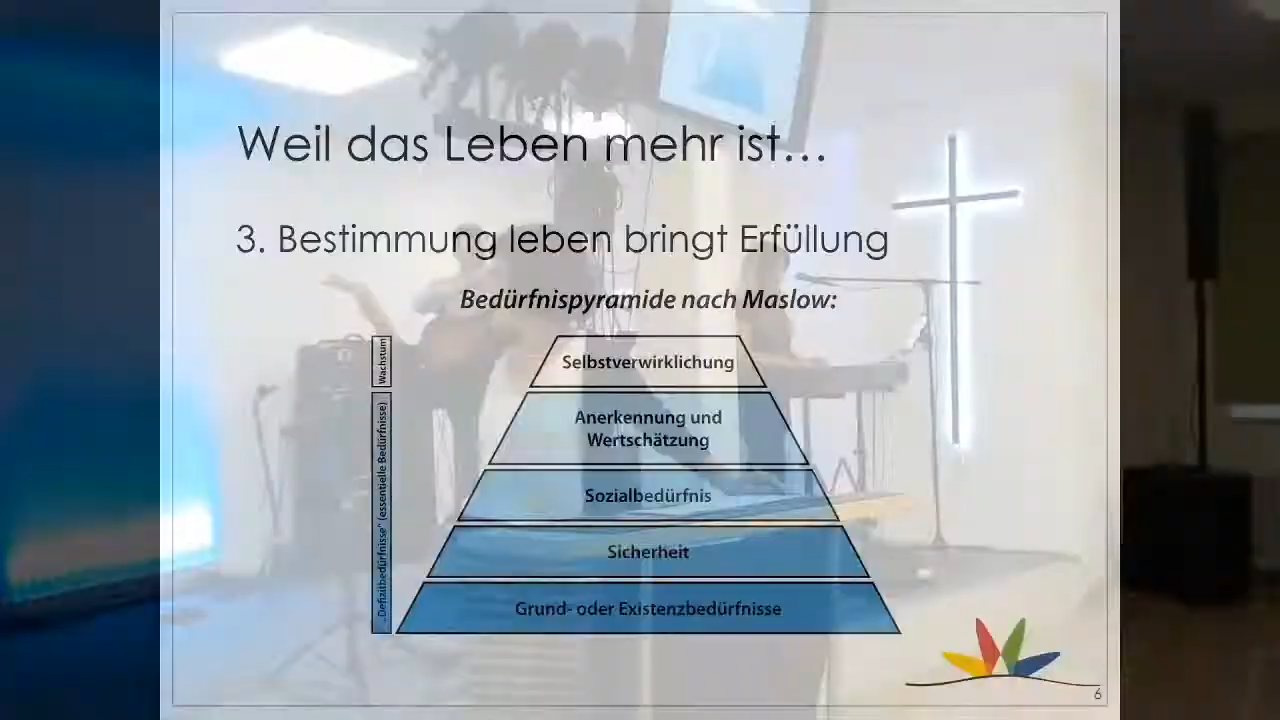 Weil das Leben mehr ist...
3. Bestimmung leben bringt Erfüllung
Bedürfnispyramide nach Maslow:
Wachstum
Selbstverwirklichung
Anerkennung und
Wertschätzung
„Defizitbedürfnisse“ (essentielle Bedürfnisse)
Sozialbedürfnis
Sicherheit
Grund- oder Existenzbedürfnisse
6